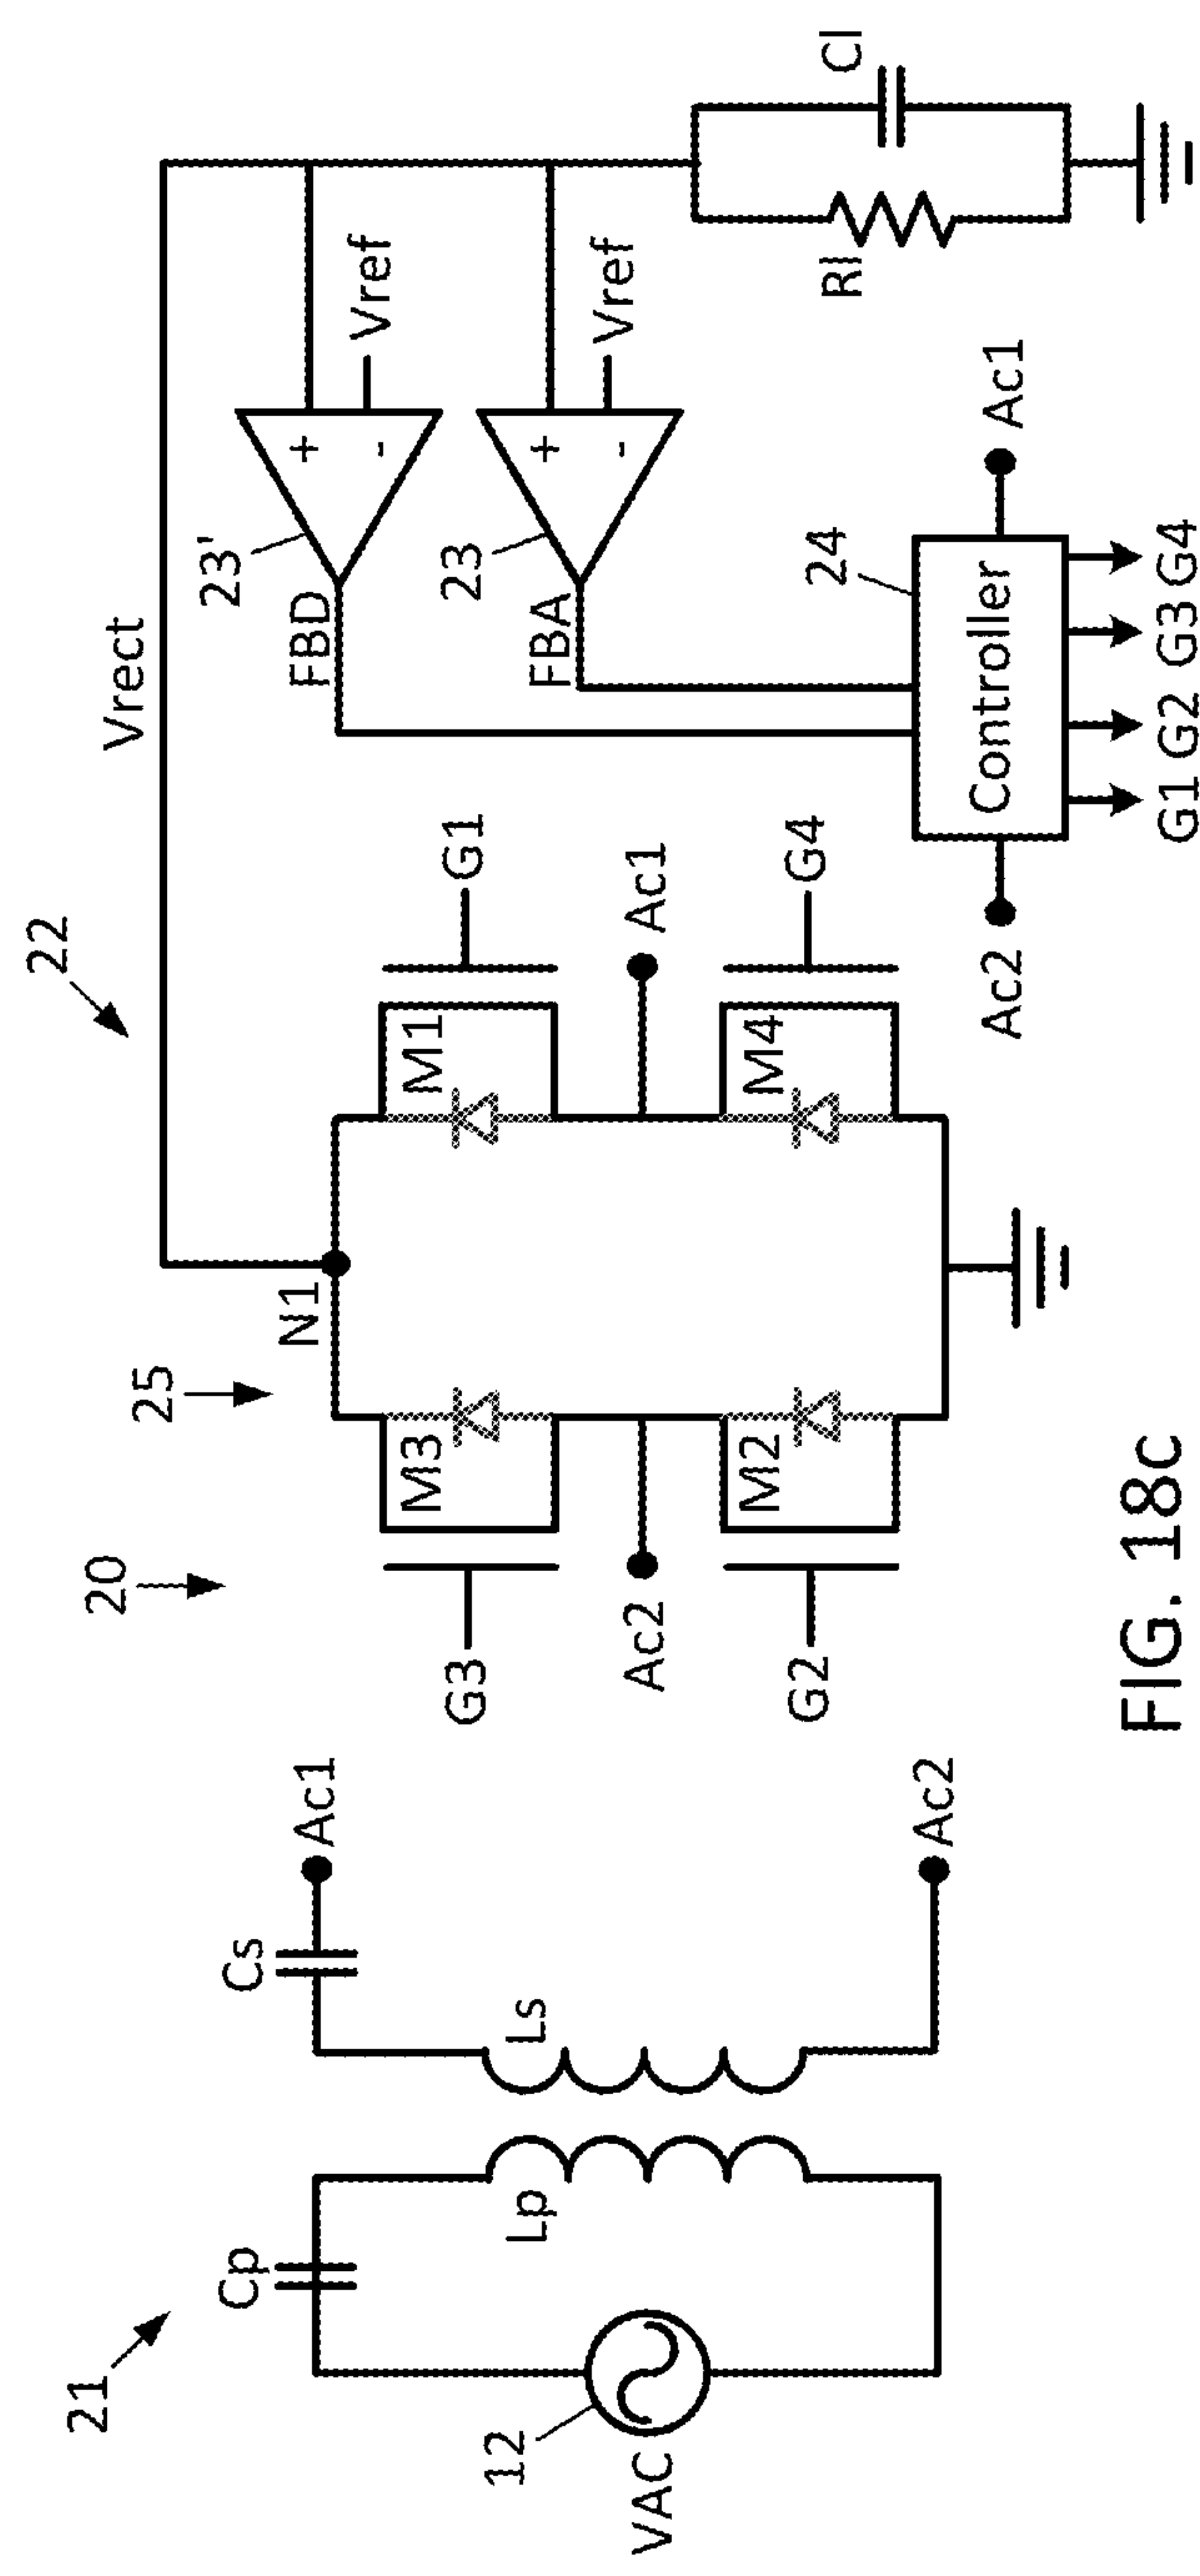 21
12
VAC
Cp
Lp
Ls
Cs
Ac1
Ac2
20
25
22
N1
Vrect
G3
M3
M1
G1
Ac2
Ac1
G2
M2
M4
G4
23'
+
-
Vref
FBD
23
+
-
Vref
FBA
24
Controller
Ac2
Ac1
G1 G2 G3 G4
Rl
Cl
FIG. 18c